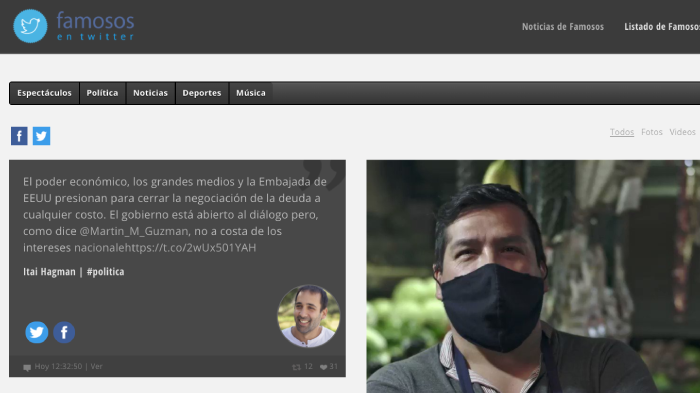 famosos
en twitter
Noticias de Famosos Listado de Famosos
Espectáculos Política Noticias Deportes Música
Todos Fotos Videos
El poder económico, los grandes medios y la Embajada de
EEUU presionan para cerrar la negociación de la deuda a
cualquier costo. El gobierno está abierto al diálogo pero,
como dice @Martin_M_Guzman, no a costa de los
intereses nacionalehttps://t.co/2wUx501YAH
Itai Hagman | #politica
Hoy 12:32:50 | Ver 12 31